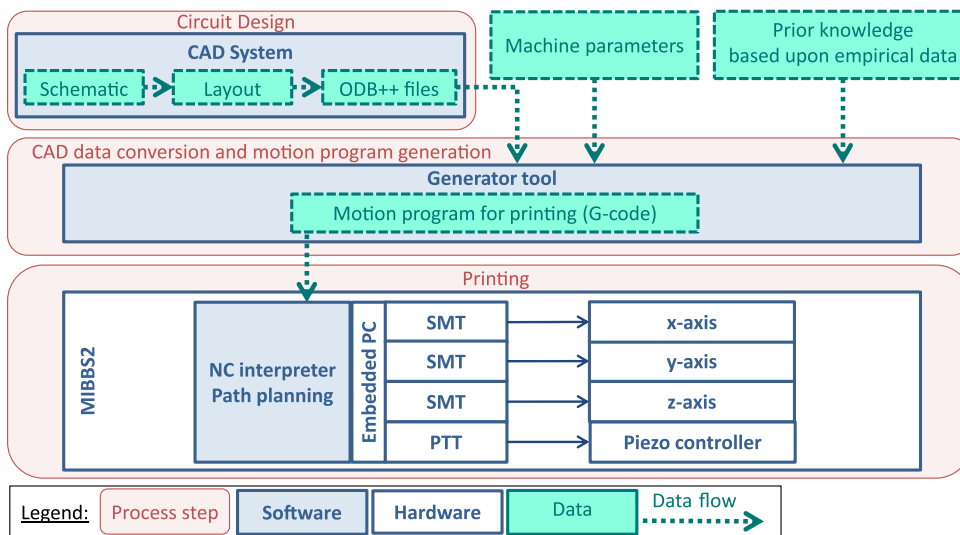 Circuit Design
CAD System
Schematic
Layout
ODB++ files
Machine parameters
Prior knowledge
based upon empirical data
CAD data conversion and motion program generation
Generator tool
Motion program for printing (G-code)
Printing
MIBBS2
NC interpreter
Path planning
Embedded PC
SMT
x-axis
SMT
y-axis
SMT
z-axis
PTT
Piezo controller
Legend:
Process step
Software
Hardware
Data
Data flow